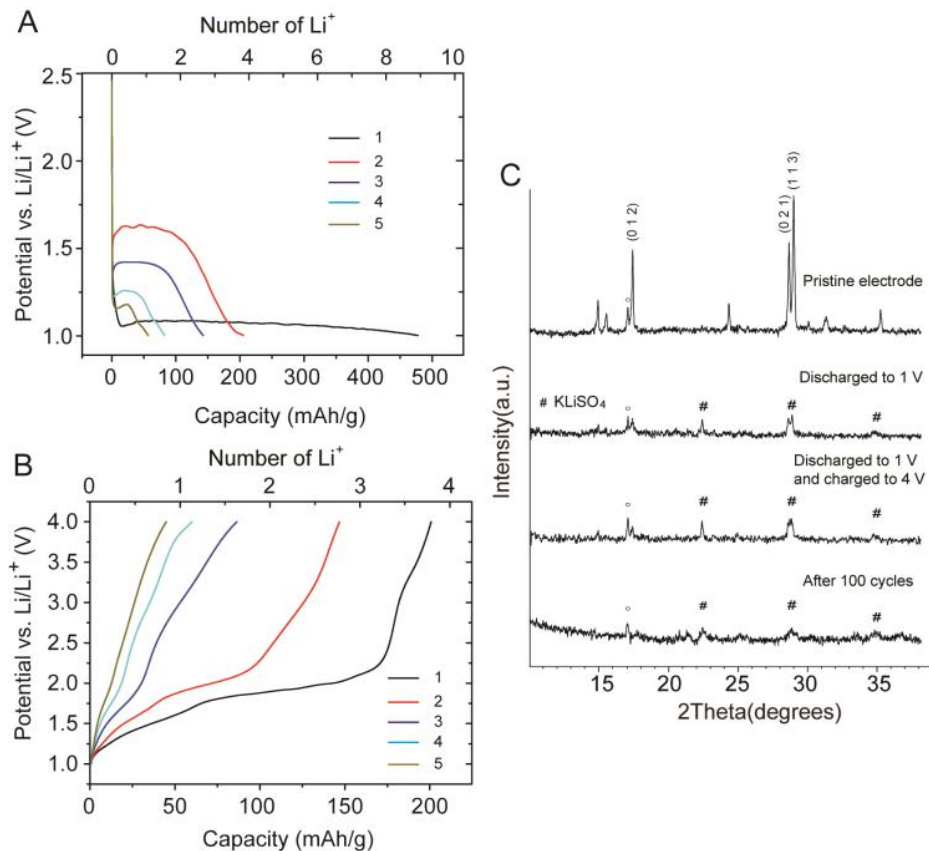 A
Number of Li+
0 2 4 6 8 10
Potential vs. Li/Li+ (V)
2.5
2.0
1.5
1.0
1
2
3
4
5
0 100 200 300 400 500
Capacity (mAh/g)
B
Number of Li+
0 1 2 3 4
Potential vs. Li/Li+ (V)
4.0
3.5
3.0
2.5
2.0
1.5
1.0
1
2
3
4
5
0 50 100 150 200
Capacity (mAh/g)
C
Intensity(a.u.)
(0 1 2)
(0 2 1)
(1 1 3)
Pristine electrode
Discharged to 1 V
# KLiSO4
# # #
Discharged to 1 V
and charged to 4 V
# # #
After 100 cycles
# # #
15 20 25 30 35
2Theta(degrees)